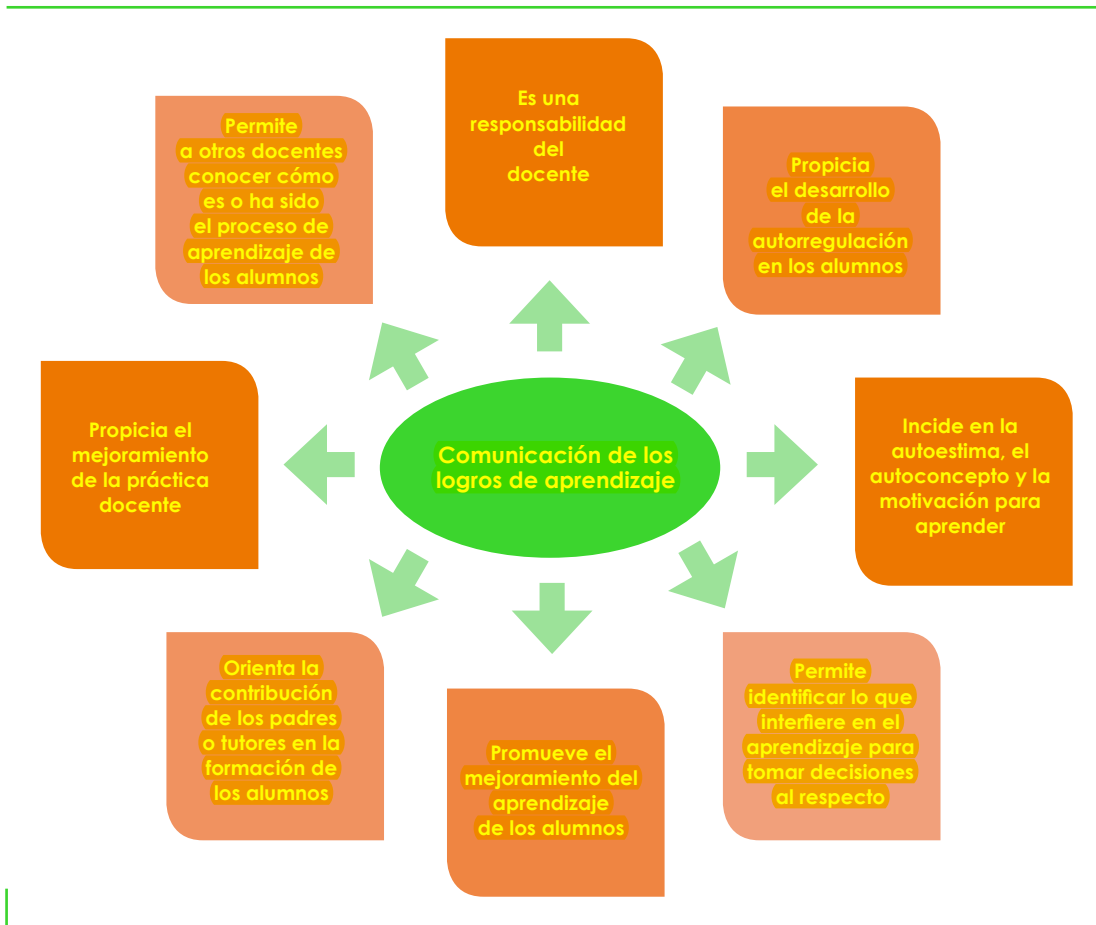 Es una
responsabilidad
del
docente
Permite
a otros docentes
conocer cómo
es o ha sido
el proceso de
aprendizaje de
los alumnos
Propicia
el desarrollo
de la
autorregulación
en los alumnos
Propicia el
mejoramiento
de la práctica
docente
Comunicación de los
logros de aprendizaje
Incide en la
autoestima, el
autoconcepto y la
motivación para
aprender
Orienta la
contribución
de los padres
o tutores en la
formación de
los alumnos
Promueve el
mejoramiento del
aprendizaje
de los alumnos
Permite
identificar lo que
interfiere en el
aprendizaje para
tomar decisiones
al respecto